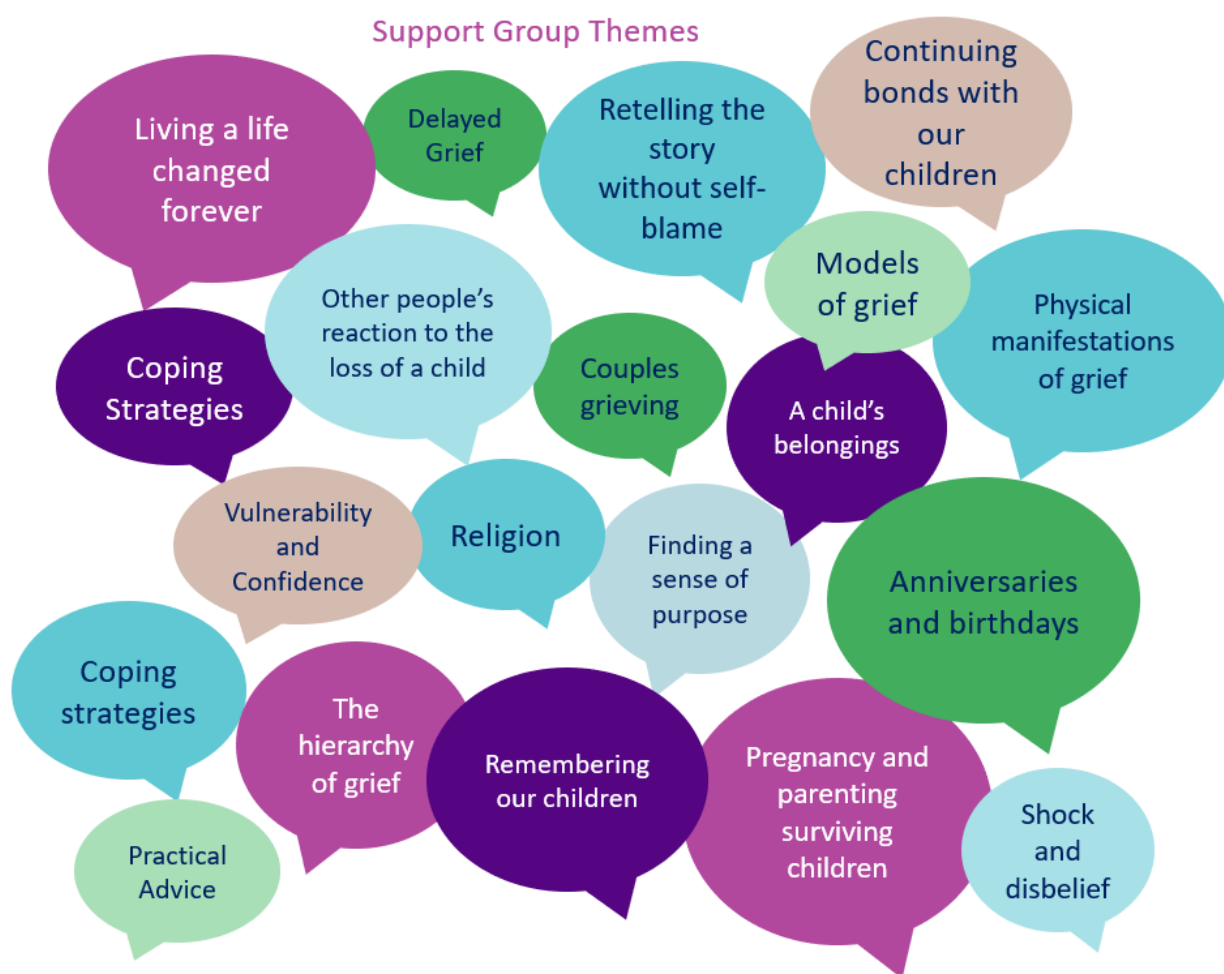 Support Group Themes
Living a life
changed
forever
Delayed
Grief
Retelling the
story
without self-
blame
Continuing
bonds with
our
children
Other people’s
reaction to the
loss of a child
Models
of grief
Physical
manifestations
of grief
Coping
Strategies
Couples
grieving
A child’s
belongings
Vulnerability
and
Confidence
Religion
Finding a
sense of
purpose
Anniversaries
and birthdays
Coping
strategies
The
hierarchy
of grief
Remembering
our children
Pregnancy and
parenting
surviving
children
Shock
and
disbelief
Practical
Advice